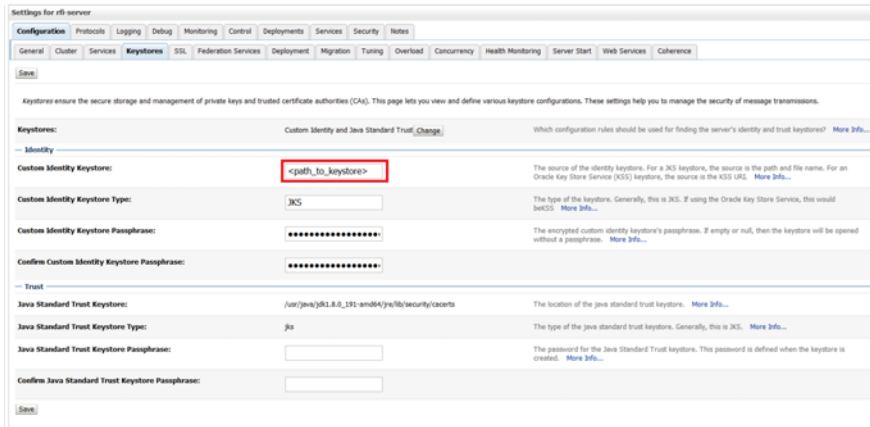 Settings for rfi-server
Configuration Protocols Logging Debug Monitoring Control Deployments Services Security Notes
General Cluster Services Keystores SSL Federation Services Deployment Migration Tuning Overload Concurrency Health Monitoring Server Start Web Services Coherence
Save
Keystores ensure the secure storage and management of private keys and trusted certificate authorities (CAs). This page lets you view and define various keystore configurations. These settings help you to manage the security of message transmissions.
Keystores: Custom Identity and Java Standard Trust Change Which configuration rules should be used for finding the server's identity and trust keystores? More Info...
Identity
Custom Identity Keystore: <path_to_keystore> The source of the identity keystore. For a JKS keystore, the source is the path and file name. For an
Oracle Key Store Service (KSS) keystore, the source is the KSS URI. More Info...
Custom Identity Keystore Type: JKS The type of the keystore. Generally, this is JKS. If using the Oracle Key Store Service, this would
beKSS More Info...
Custom Identity Keystore Passphrase: The encrypted custom identity keystore's passphrase. If empty or null, then the keystore will be opened
without a passphrase. More Info...
Confirm Custom Identity Keystore Passphrase:
Trust
Java Standard Trust Keystore: /usr/java/jdk1.8.0_191-amd64/jre/lib/security/cacerts The location of the java standard trust keystore. More Info...
Java Standard Trust Keystore Type: jks The type of the java standard trust keystore. Generally, this is JKS. More Info...
Java Standard Trust Keystore Passphrase: The password for the Java Standard Trust keystore. This password is defined when the keystore is
created. More Info...
Confirm Java Standard Trust Keystore Passphrase:
Save